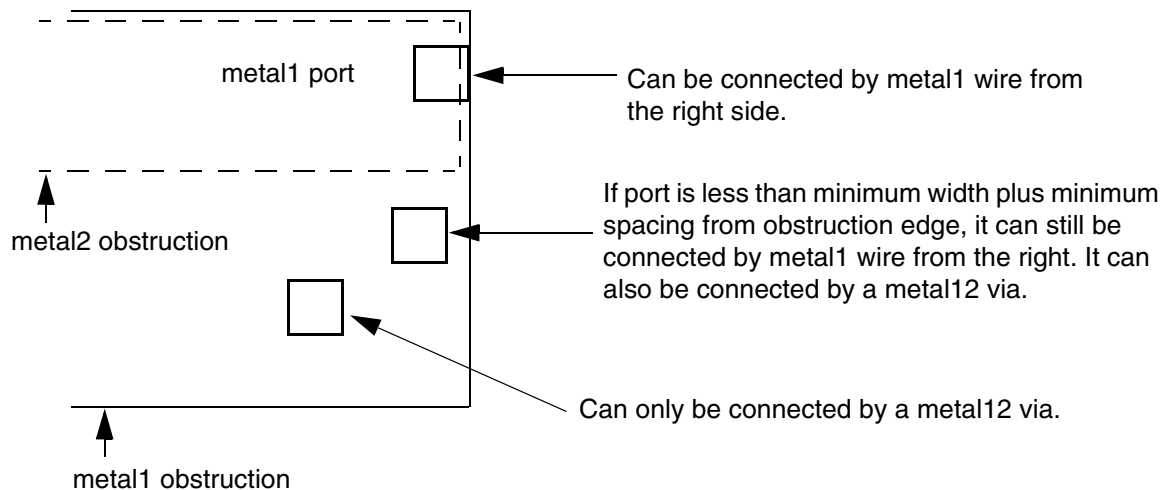 metal1 port
Can be connected by metal1 wire from
the right side.
If port is less than minimum width plus minimum
spacing from obstruction edge, it can still be
connected by metal1 wire from the right. It can
also be connected by a metal12 via.
metal2 obstruction
Can only be connected by a metal12 via.
metal1 obstruction